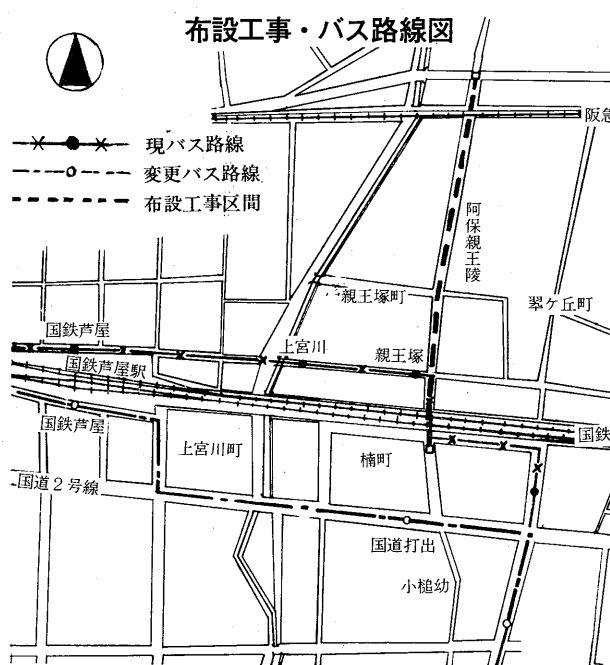 布設工事・バス路線図
阪急
現バス路線
変更バス路線
布設工事区間
阿保親王陵
親王塚町
翠ケ丘町
国鉄芦屋
上宮川
親王塚
国鉄芦屋駅
国鉄芦屋
上宮川町
楠町
国鉄
国道2号線
国道打出
小槌幼